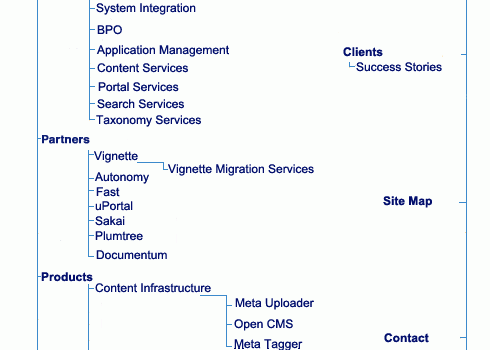 System Integration
BPO
Application Management
Content Services
Portal Services
Search Services
Taxonomy Services
Clients
Success Stories
Partners
Vignette
Vignette Migration Services
Autonomy
Fast
uPortal
Sakai
Plumtree
Documentum
Site Map
Products
Content Infrastructure
Meta Uploader
Open CMS
Meta Tagger
Contact